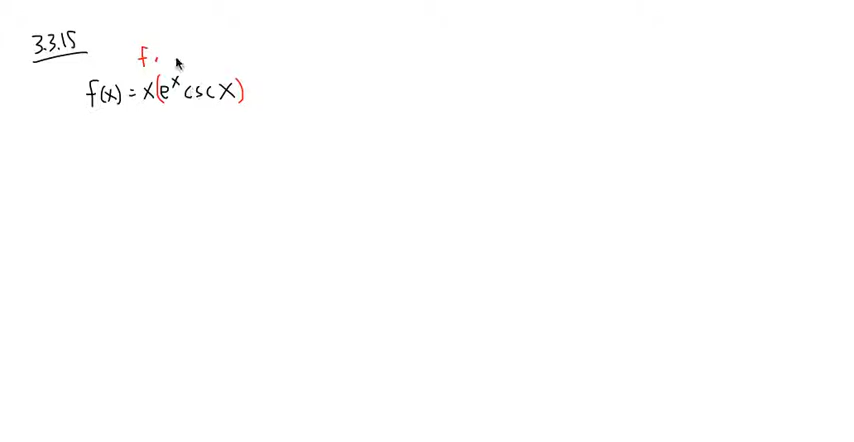 3.3.15
f ·
f(x) = x(e^x csc x)